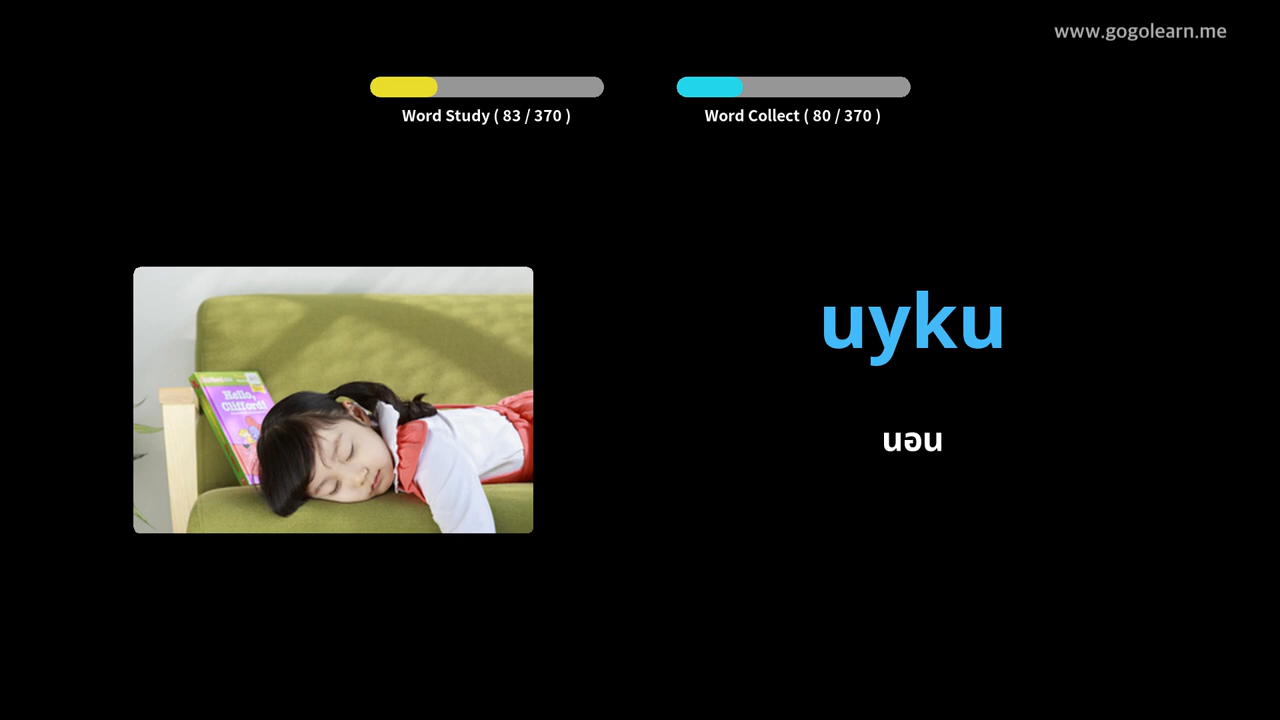 www.gogolearn.me
Word Study ( 83 / 370 )
Word Collect ( 80 / 370 )
Hello,
Clifford!
uyku
นอน